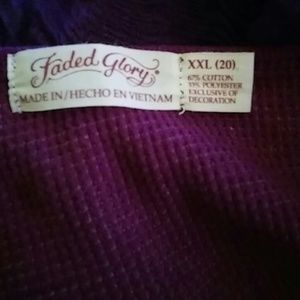 Faded Glory
MADE IN/HECHO EN VIETNAM
XXL (20)
67% COTTON
33% POLYESTER
EXCLUSIVE OF
DECORATION